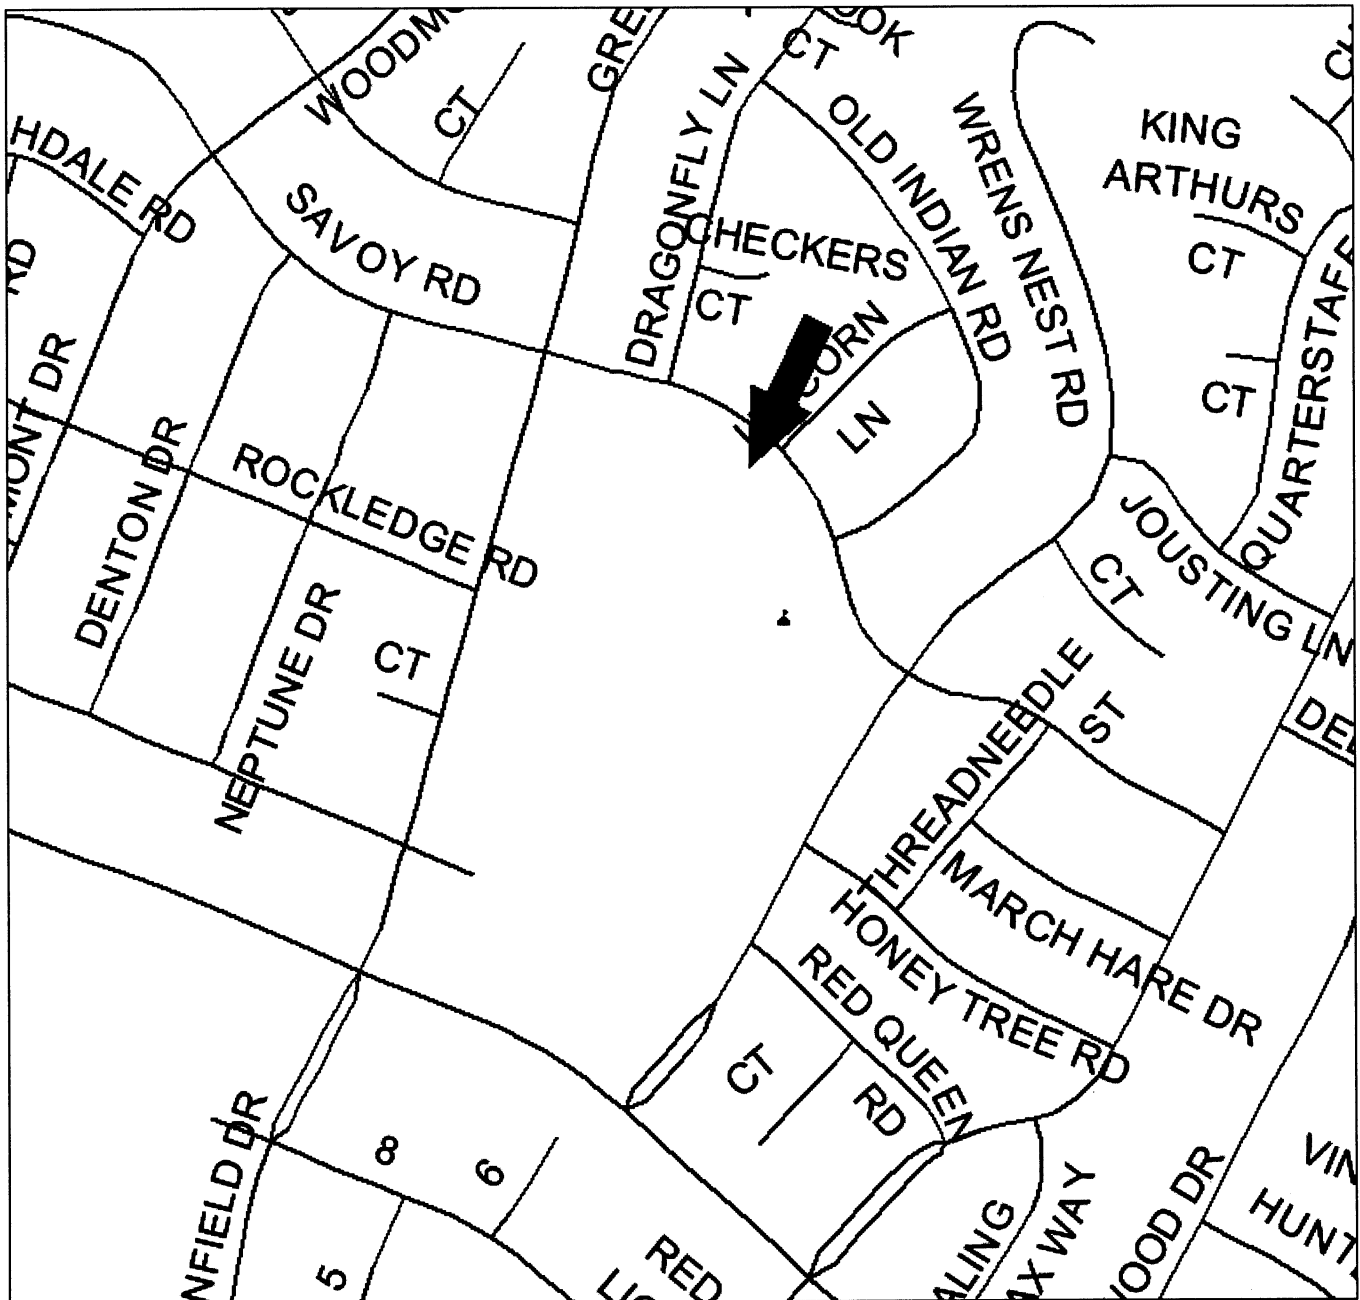 WOODM
GRE
OK
CT
CT
DRAGONFLY LN
OLD INDIAN RD
WRENS NEST RD
KING
ARTHURS
CT
HDALE RD
SAVOY RD
CHECKERS
CT
RD
CORN
LN
MONT DR
DENTON DR
ROCKLEDGE RD
NEPTUNE DR
CT
CT
QUARTERSTAFF
JOUSTING LN
CT
THREADNEEDLE
ST
DE
MARCH HARE DR
HONEY TREE RD
RED QUEEN
RD
CT
NFIELD DR
8
6
5
RED
LIO
ALING
AX WAY
OOD DR
VIN
HUNT